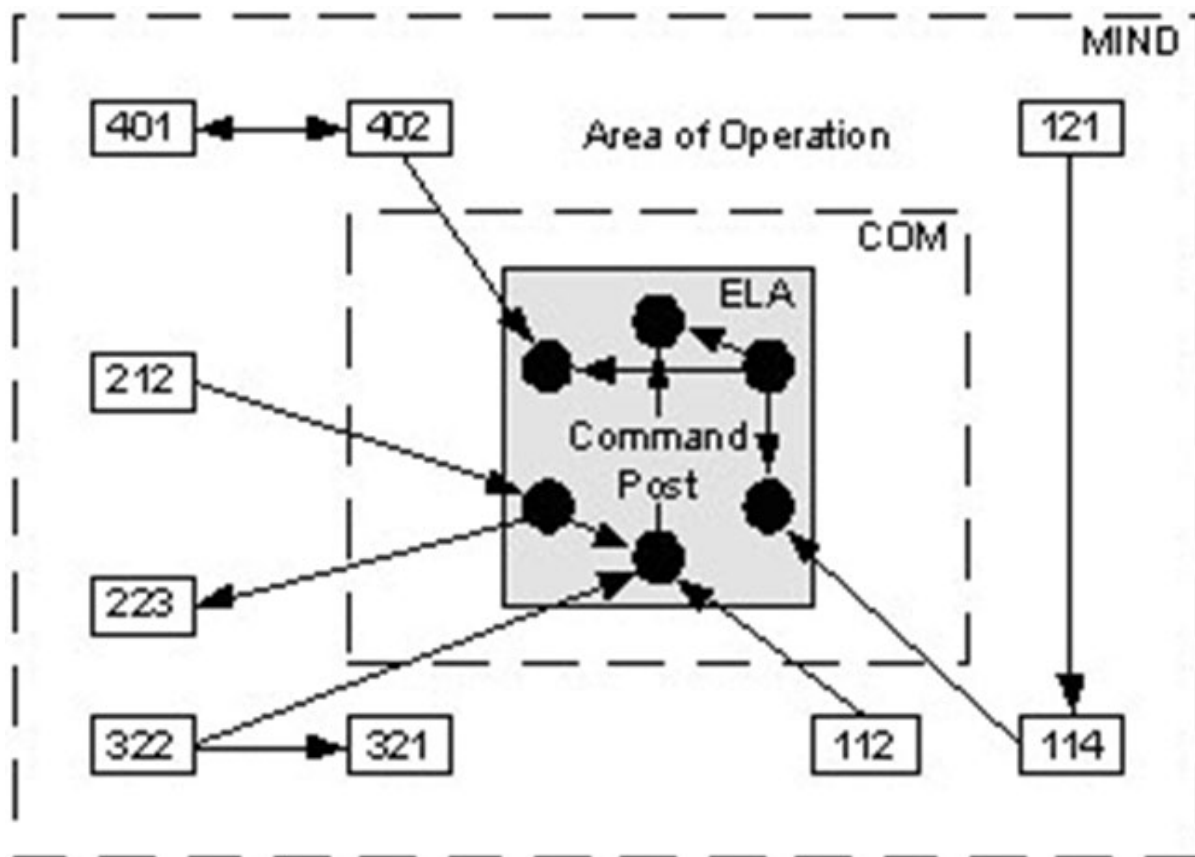 MIND
401
402
Area of Operation
121
COM
ELA
212
Command
Post
223
322
321
112
114